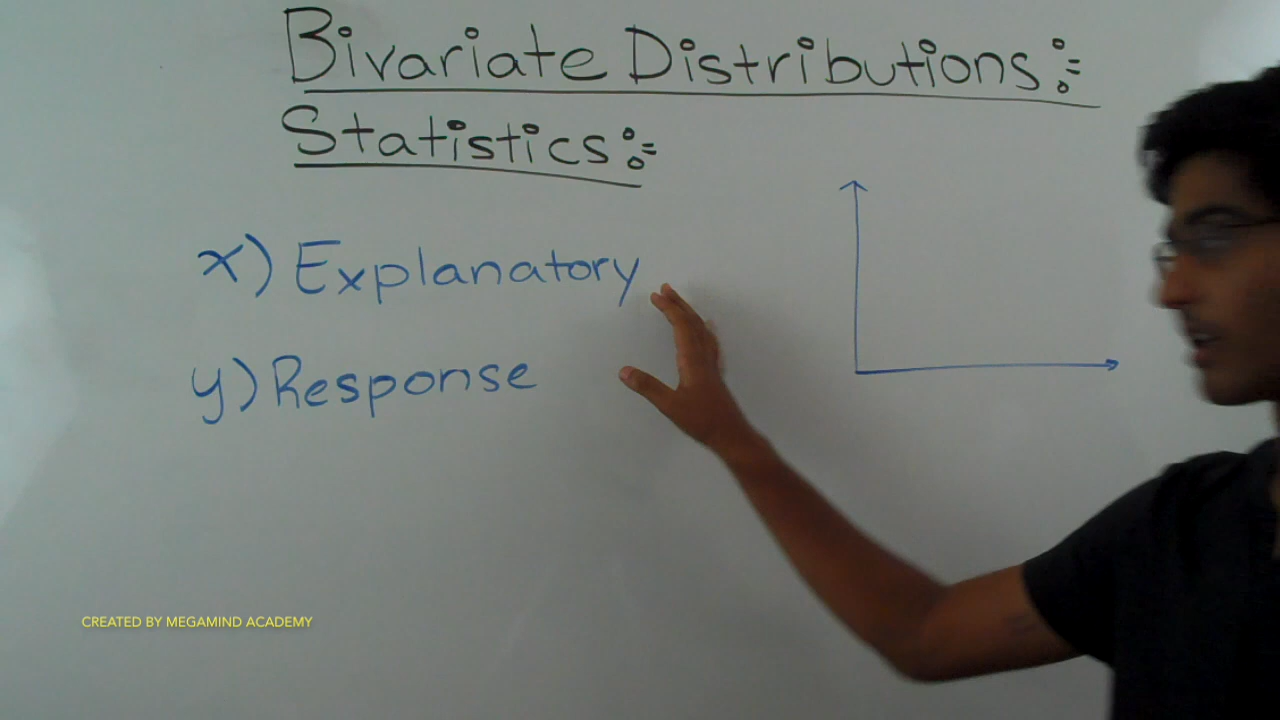 Bivariate Distributions:=
Statistics:=
x) Explanatory
y) Response
CREATED BY MEGAMIND ACADEMY